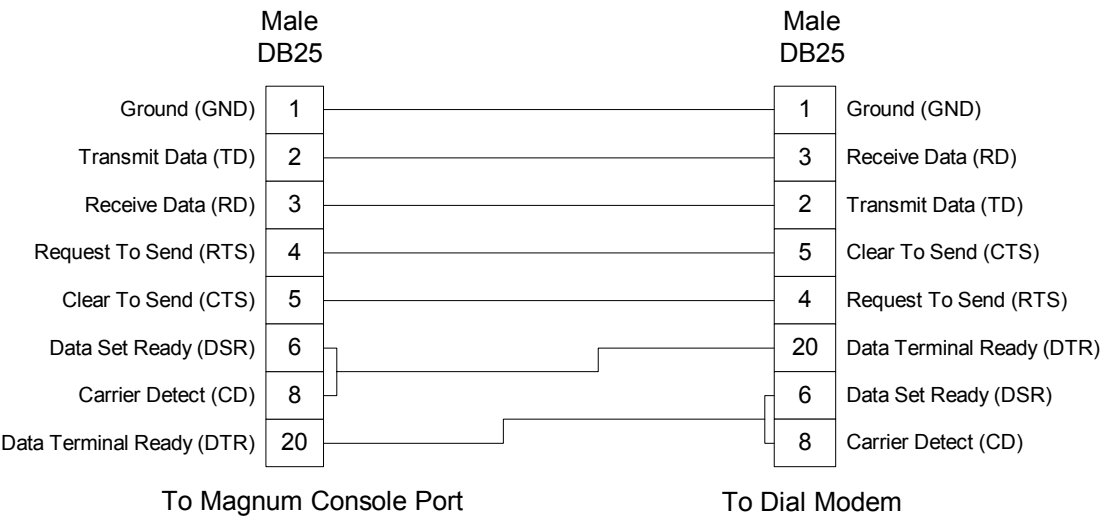 Male
DB25
Male
DB25
Ground (GND) 1 1 Ground (GND)
Transmit Data (TD) 2 3 Receive Data (RD)
Receive Data (RD) 3 2 Transmit Data (TD)
Request To Send (RTS) 4 5 Clear To Send (CTS)
Clear To Send (CTS) 5 4 Request To Send (RTS)
Data Set Ready (DSR) 6 20 Data Terminal Ready (DTR)
Carrier Detect (CD) 8 6 Data Set Ready (DSR)
Data Terminal Ready (DTR) 20 8 Carrier Detect (CD)
To Magnum Console Port To Dial Modem